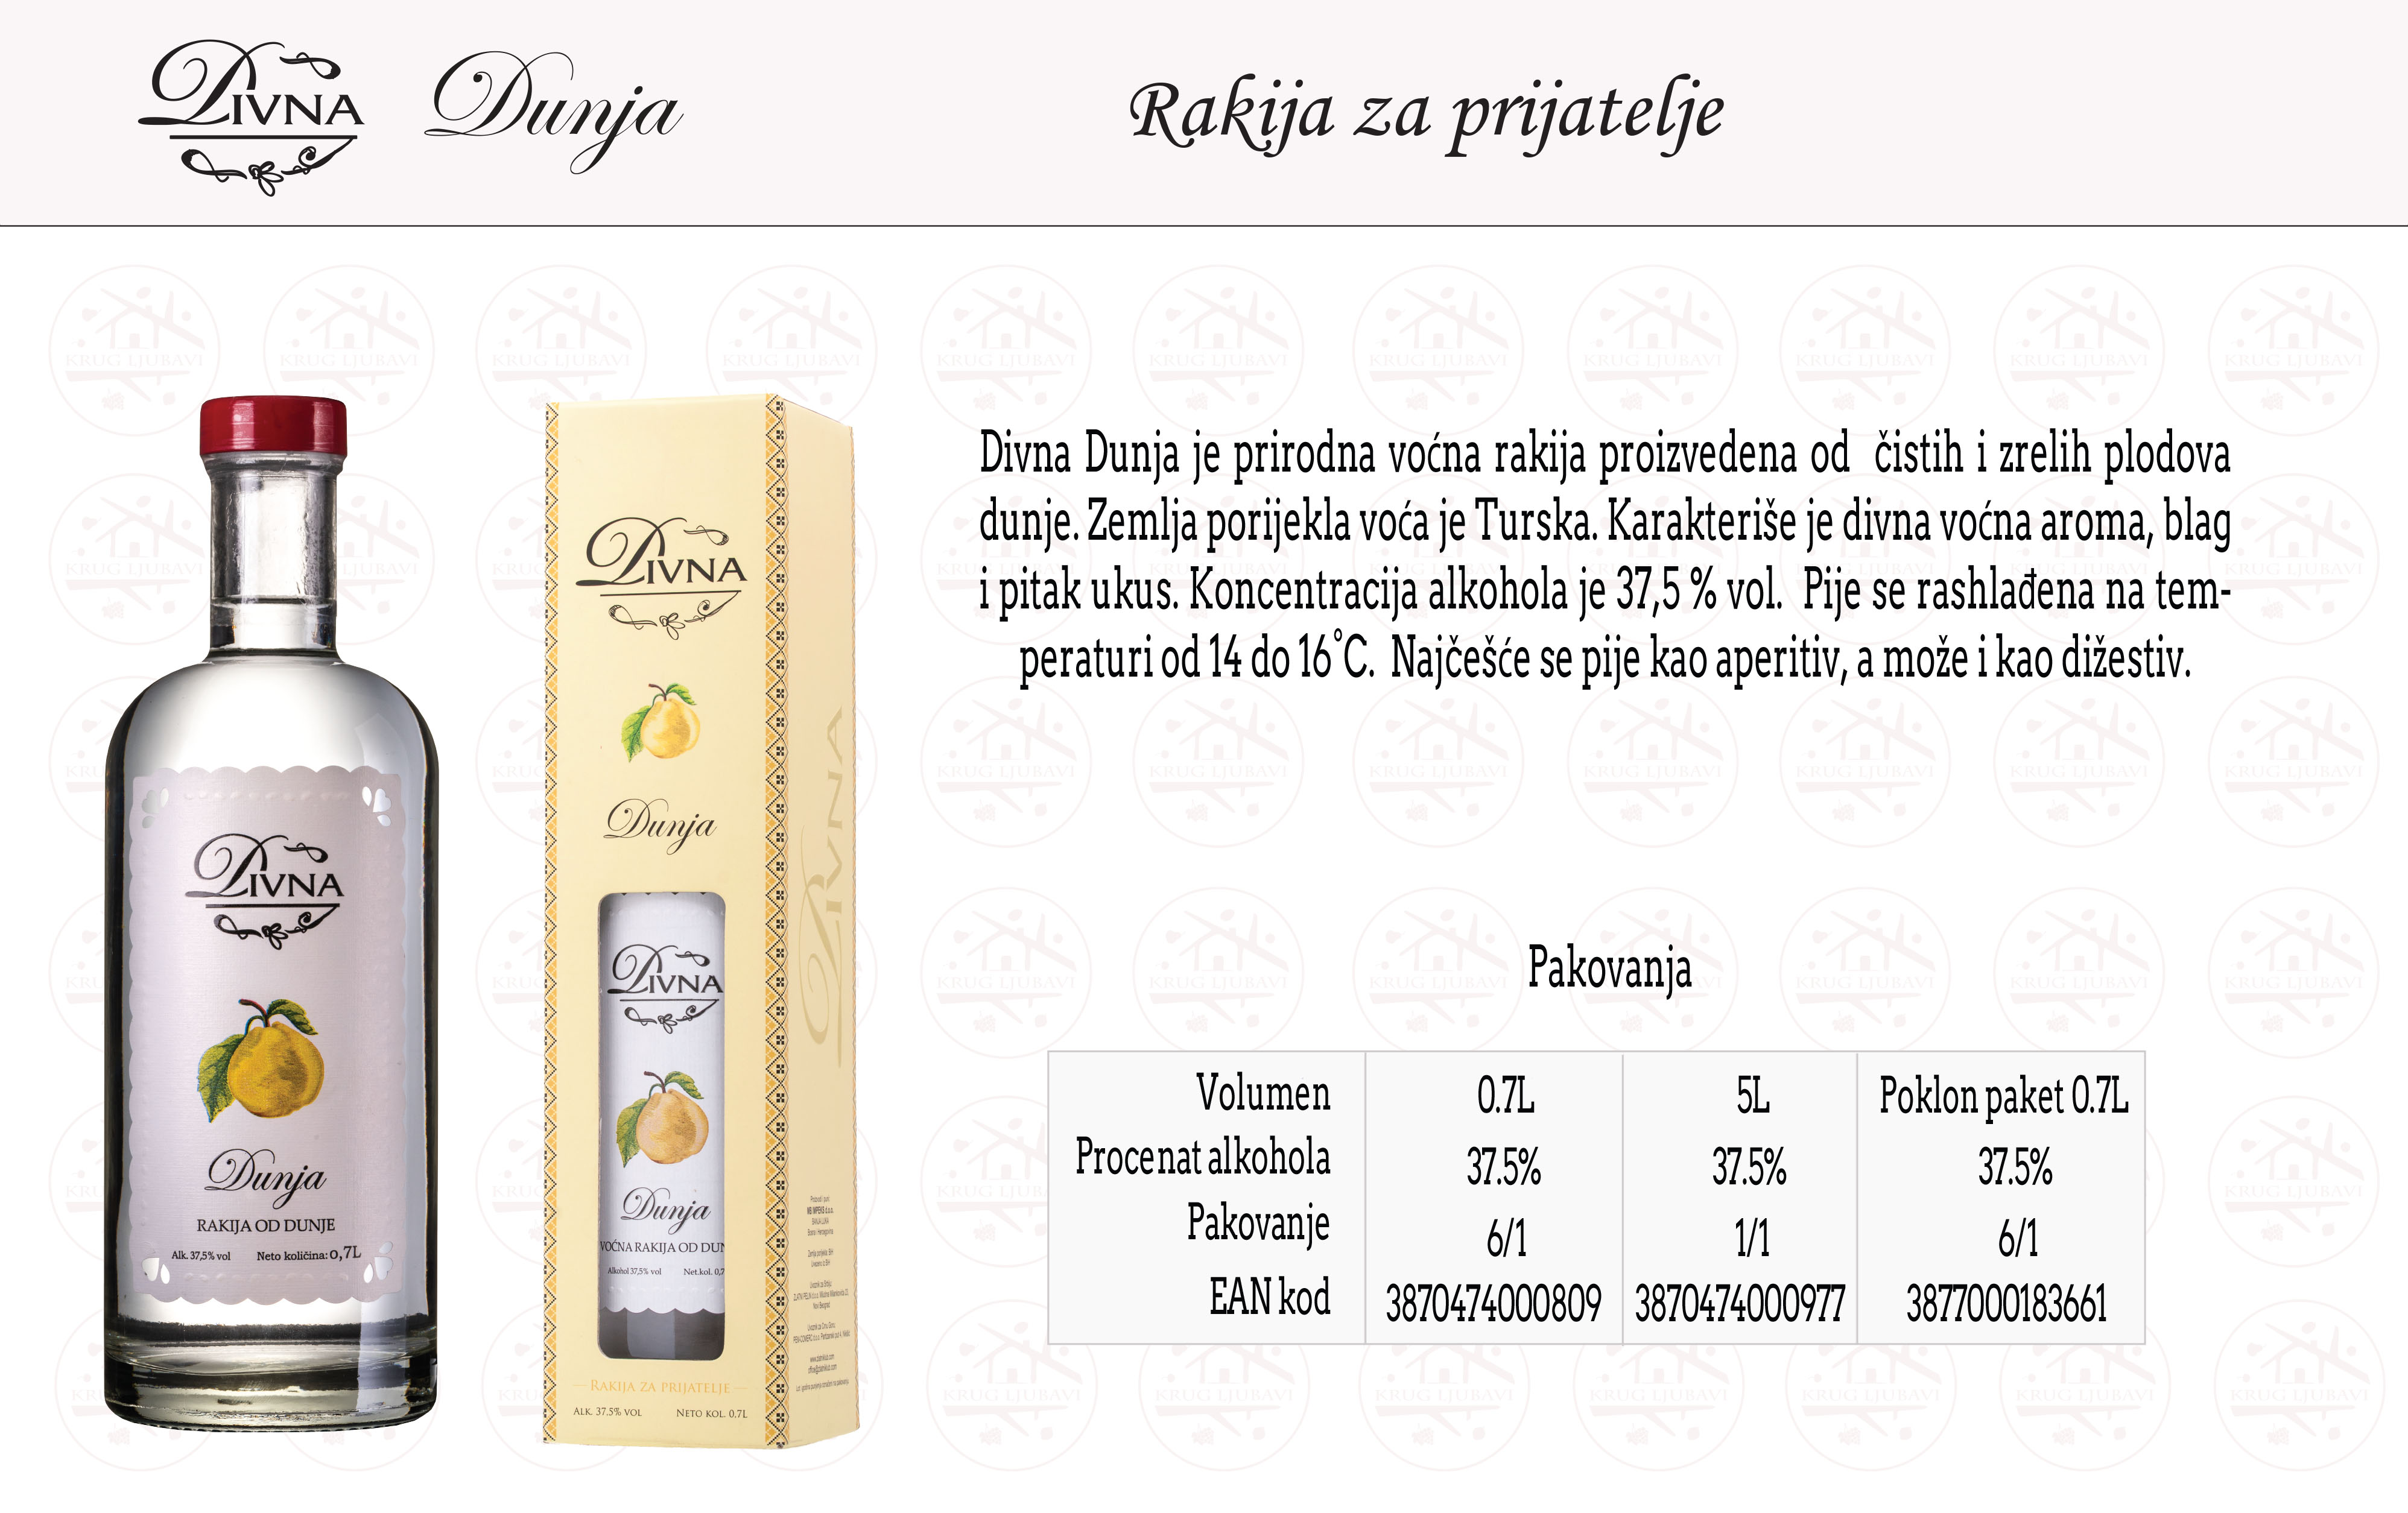 DIVNA Dunja
Rakija za prijatelje
Divna Dunja je prirodna voćna rakija proizvedena od čistih i zrelih plodova
dunje. Zemlja porijekla voća je Turska. Karakteriše je divna voćna aroma, blag
i pitak ukus. Koncentracija alkohola je 37,5 % vol. Pije se rashlađena na tem-
peraturi od 14 do 16°C. Najčešće se pije kao aperitiv, a može i kao dižestiv.
Pakovanja
Volumen 0.7L 5L Poklon paket 0.7L
Procenat alkohola 37.5% 37.5% 37.5%
Pakovanje 6/1 1/1 6/1
EAN kod 3870474000809 3870474000977 3877000183661
DIVNA
Dunja
RAKIJA OD DUNJE
Alk. 37,5% vol Neto količina: 0,7L
DIVNA
Dunja
DIVNA
Dunja
VOĆNA RAKIJA OD DUN
Alkohol 37,5% vol Net.kol. 0,7
RAKIJA ZA PRIJATELJE
ALK. 37.5% VOL NETO KOL. 0.7L
DIVNA
KRUG LJUBAVI